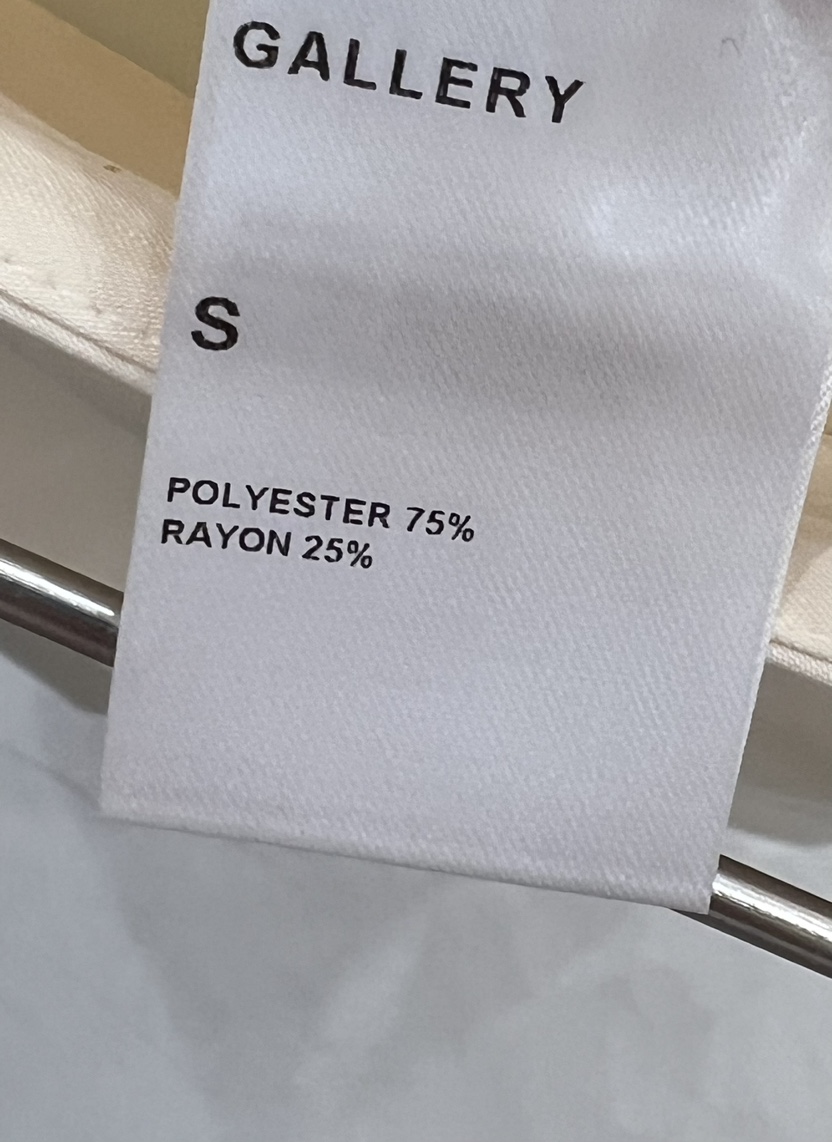 GALLERY
S
POLYESTER 75%
RAYON 25%